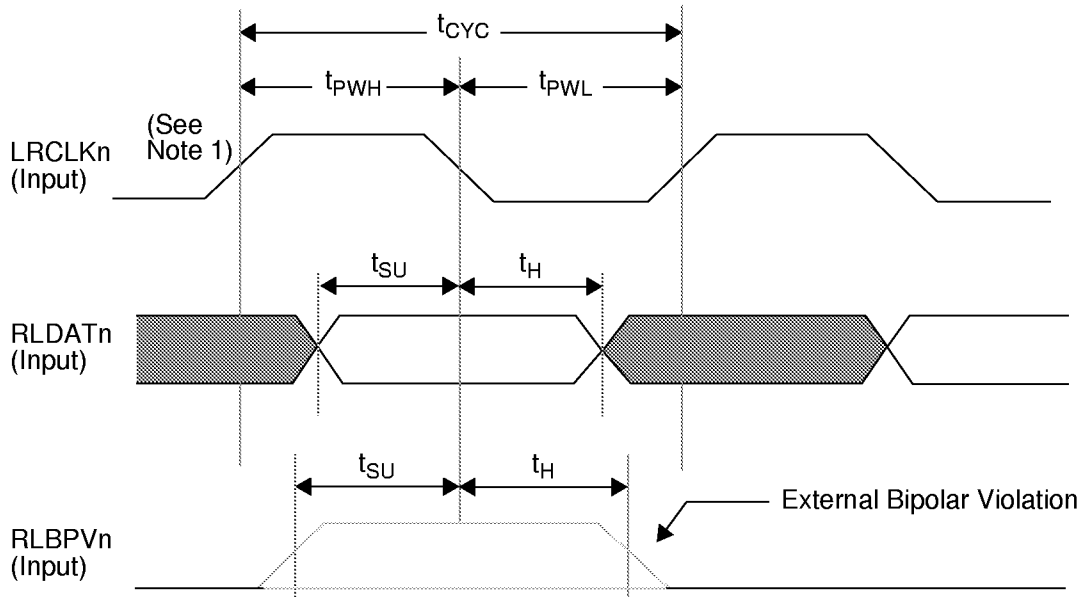 tCYC
tPWH
tPWL
(See
Note 1)
LRCLKn
(Input)
tSU
tH
RLDATn
(Input)
tSU
tH
External Bipolar Violation
RLBPVn
(Input)